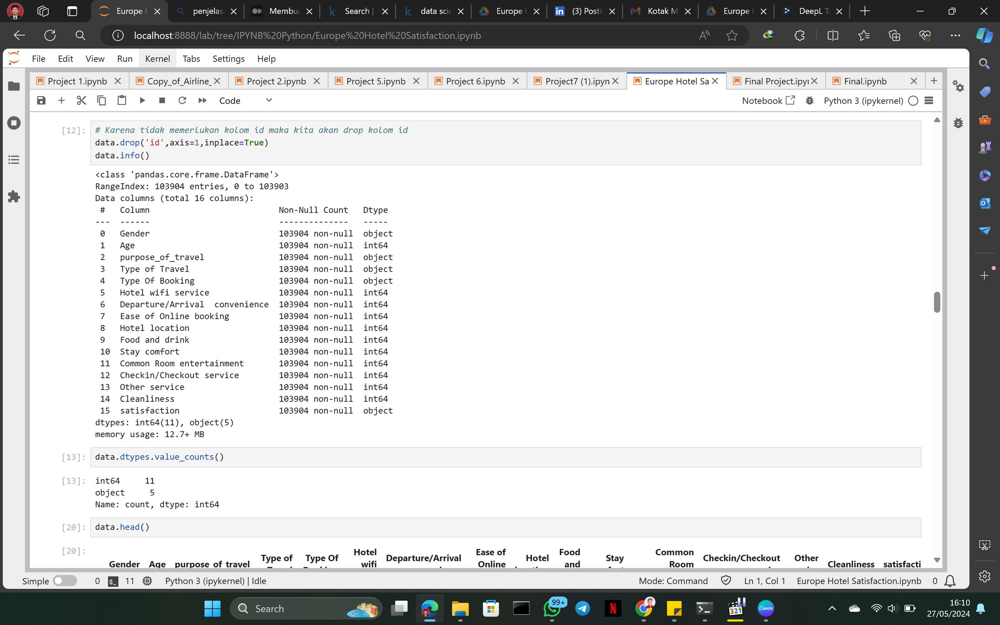 Europe H
penjelas
Membua
Search |
data scie
Europe H
(3) Posti
Kotak M
Europe H
DeepL T
localhost:8888/lab/tree/IPYNB%20Python/Europe%20Hotel%20Satisfaction.ipynb
File Edit View Run Kernel Tabs Settings Help
Project 1.ipynb
Copy_of_Airline_
Project 2.ipynb
Project 5.ipynb
Project 6.ipynb
Project7 (1).ipyn
Europe Hotel Sa
Final Project.ipyı
Final.ipynb
Code
Notebook
Python 3 (ipykernel)
[12]: # Karena tidak memerlukan kolom id maka kita akan drop kolom id
data.drop('id',axis=1,inplace=True)
data.info()
<class 'pandas.core.frame.DataFrame'>
RangeIndex: 103904 entries, 0 to 103903
Data columns (total 16 columns):
# Column Non-Null Count Dtype
--- ------ -------------- -----
0 Gender 103904 non-null object
1 Age 103904 non-null int64
2 purpose_of_travel 103904 non-null object
3 Type of Travel 103904 non-null object
4 Type Of Booking 103904 non-null object
5 Hotel wifi service 103904 non-null int64
6 Departure/Arrival  convenience 103904 non-null int64
7 Ease of Online booking 103904 non-null int64
8 Hotel location 103904 non-null int64
9 Food and drink 103904 non-null int64
10 Stay comfort 103904 non-null int64
11 Common Room entertainment 103904 non-null int64
12 Checkin/Checkout service 103904 non-null int64
13 Other service 103904 non-null int64
14 Cleanliness 103904 non-null int64
15 satisfaction 103904 non-null object
dtypes: int64(11), object(5)
memory usage: 12.7+ MB
[13]: data.dtypes.value_counts()
[13]: int64 11
object 5
Name: count, dtype: int64
[20]: data.head()
[20]:
Hotel Ease of Food Common
Type of Type Of Departure/Arrival Hotel Stay Checkin/Checkout Other
Gender Age purpose_of_travel wifi Online and Room Cleanliness satisfacti
Simple 0 $_ 11 Python 3 (ipykernel) | Idle
Mode: Command Ln 1, Col 1 Europe Hotel Satisfaction.ipynb 0
Search
99+
N
321
Canva
16:10
27/05/2024